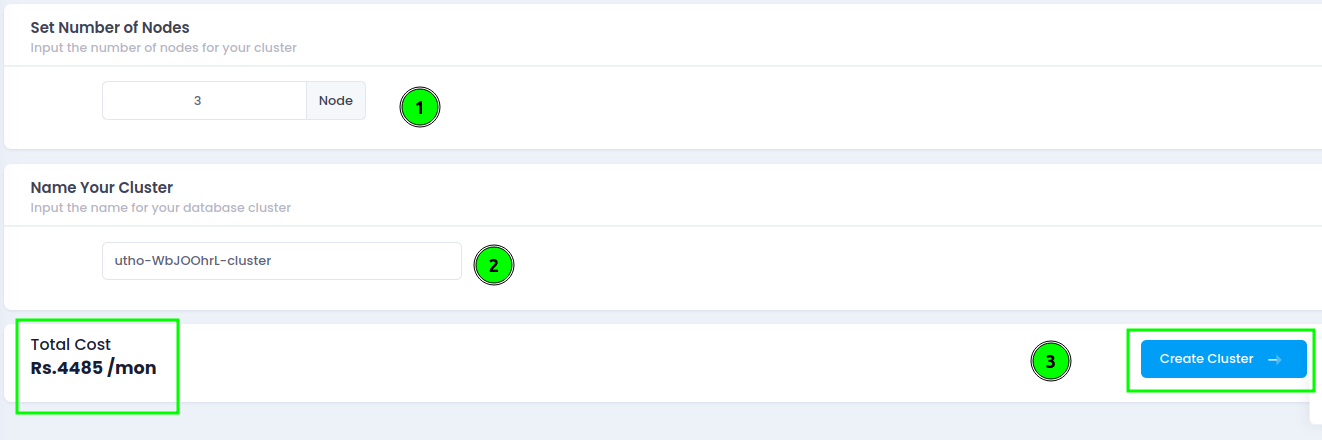 Set Number of Nodes
Input the number of nodes for your cluster
3 Node
1
Name Your Cluster
Input the name for your database cluster
utho-WbJOOhrL-cluster
2
Total Cost
Rs.4485 /mon
3
Create Cluster →